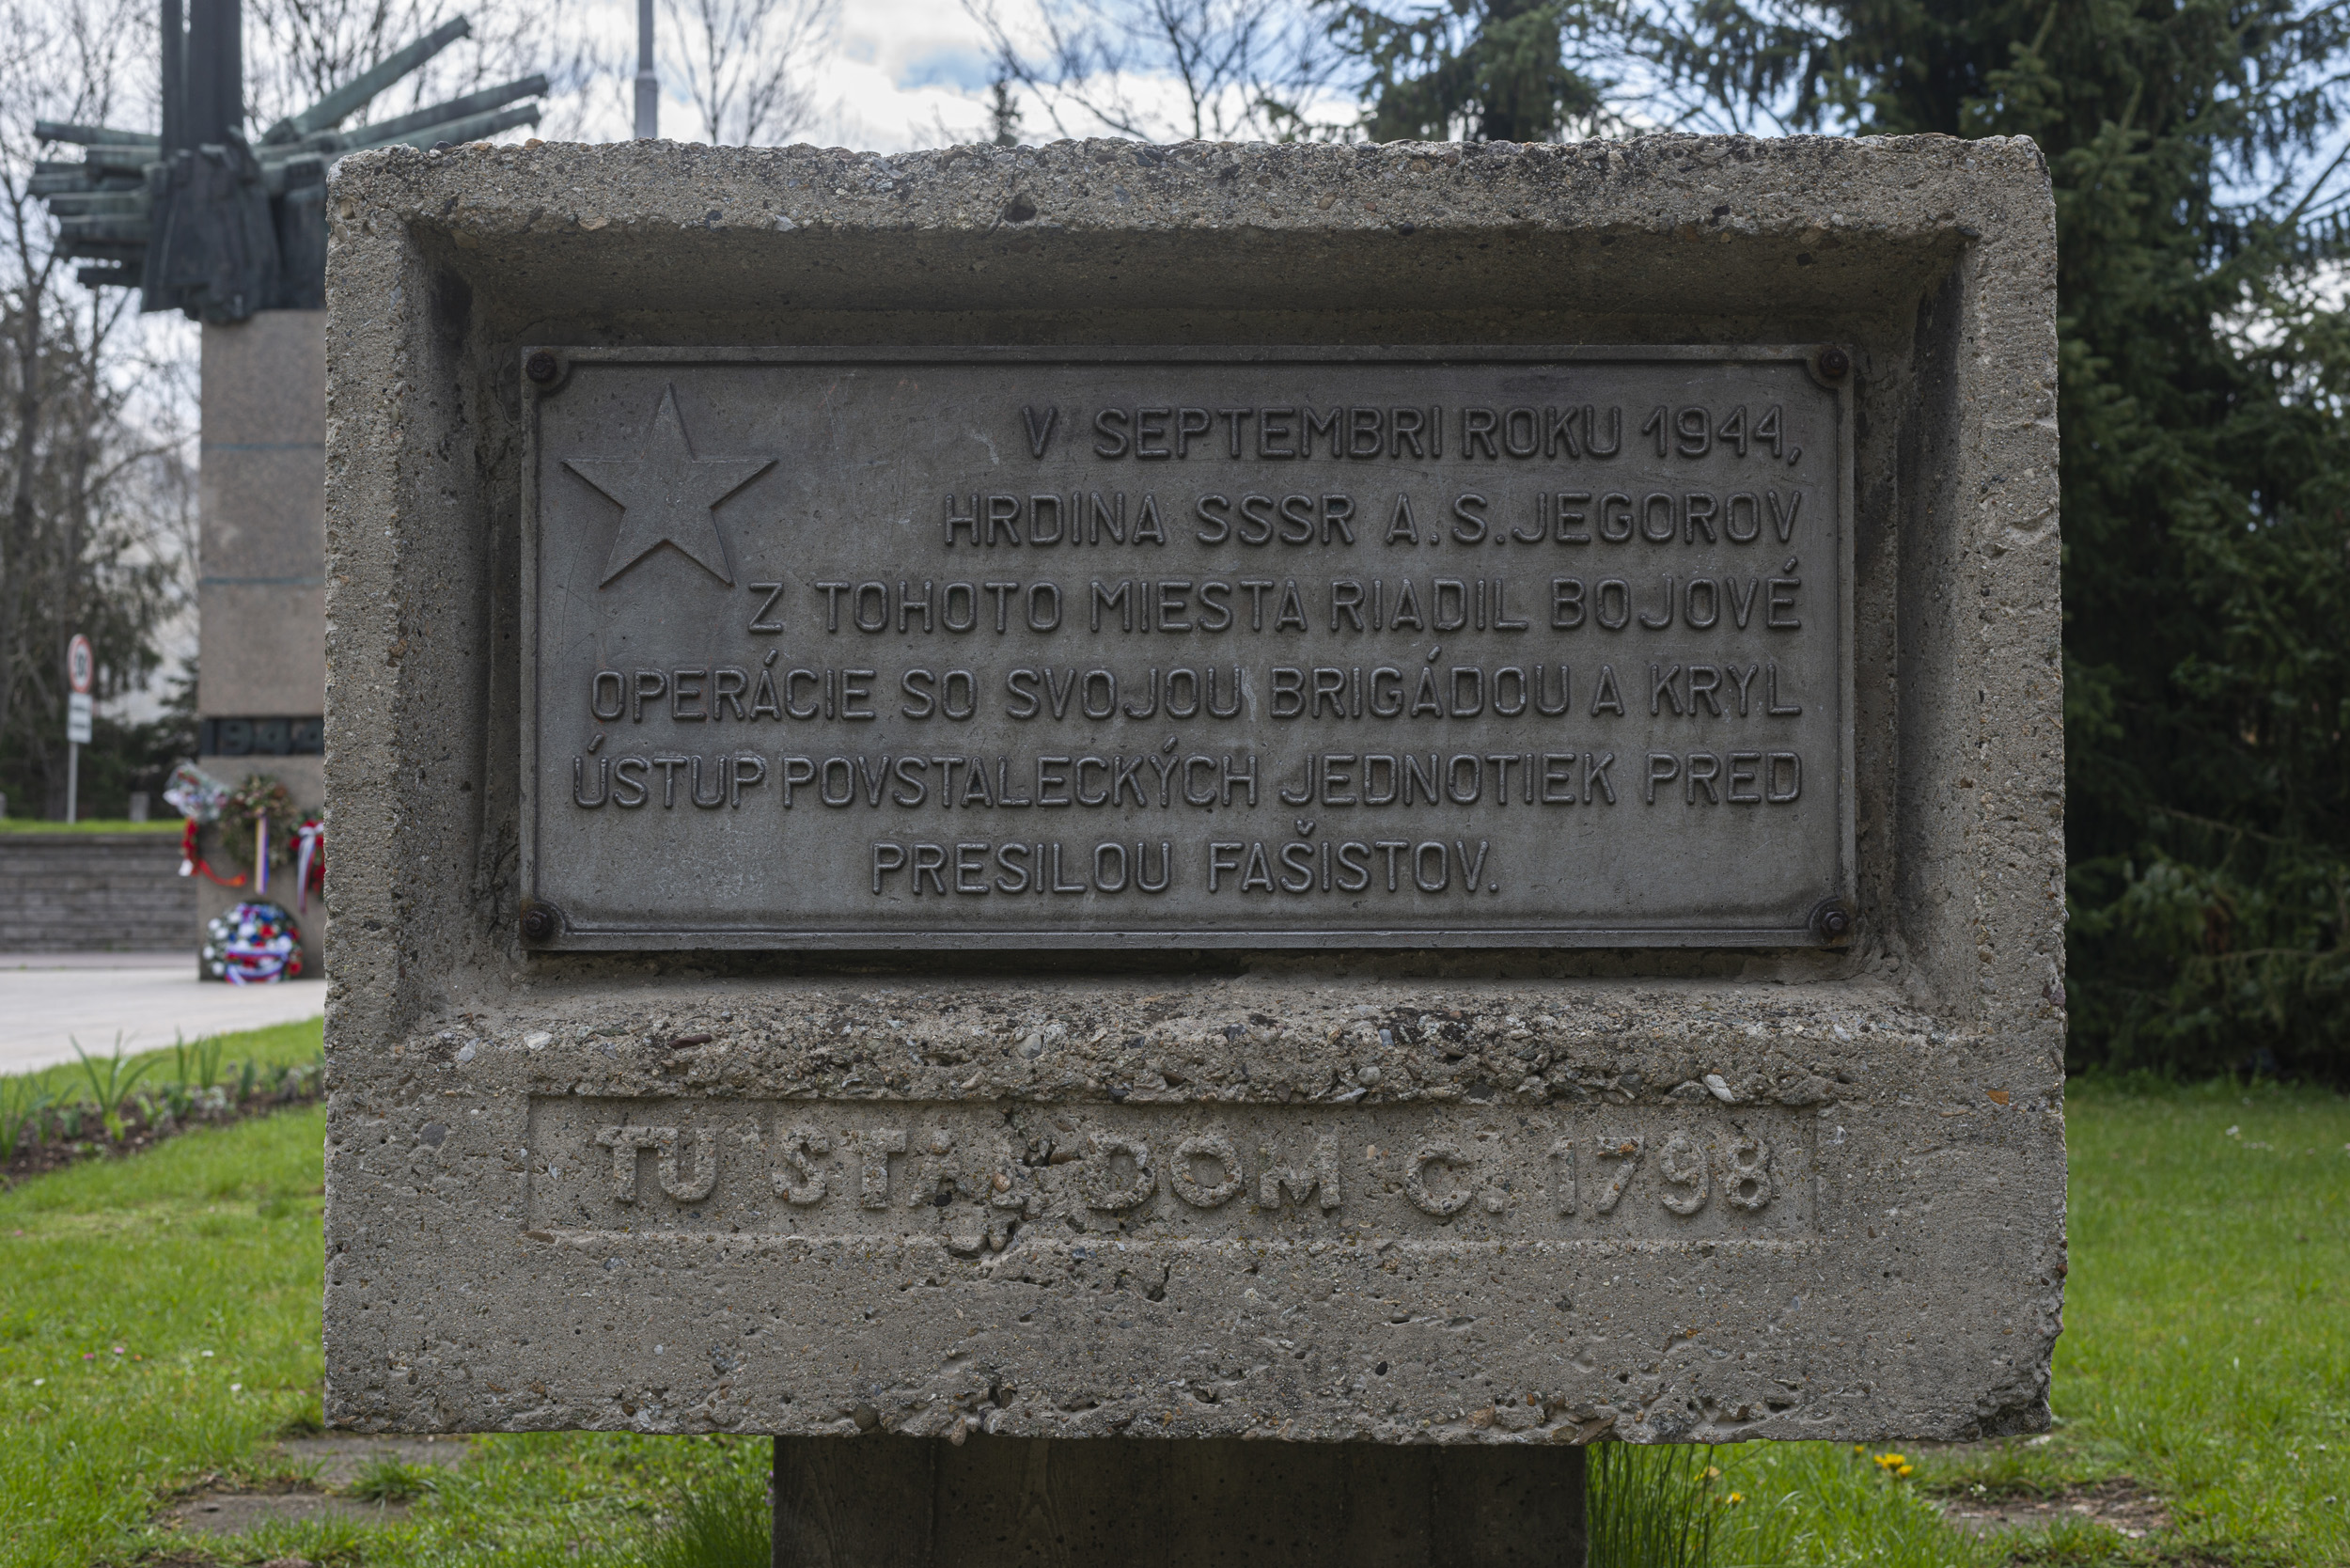 V SEPTEMBRI ROKU 1944,
HRDINA SSSR A.S.JEGOROV
Z TOHOTO MIESTA RIADIL BOJOVÉ
OPERÁCIE SO SVOJOU BRIGÁDOU A KRYL
ÚSTUP POVSTALECKÝCH JEDNOTIEK PRED
PRESILOU FAŠISTOV.
TU STÁL DOM Č. 1798